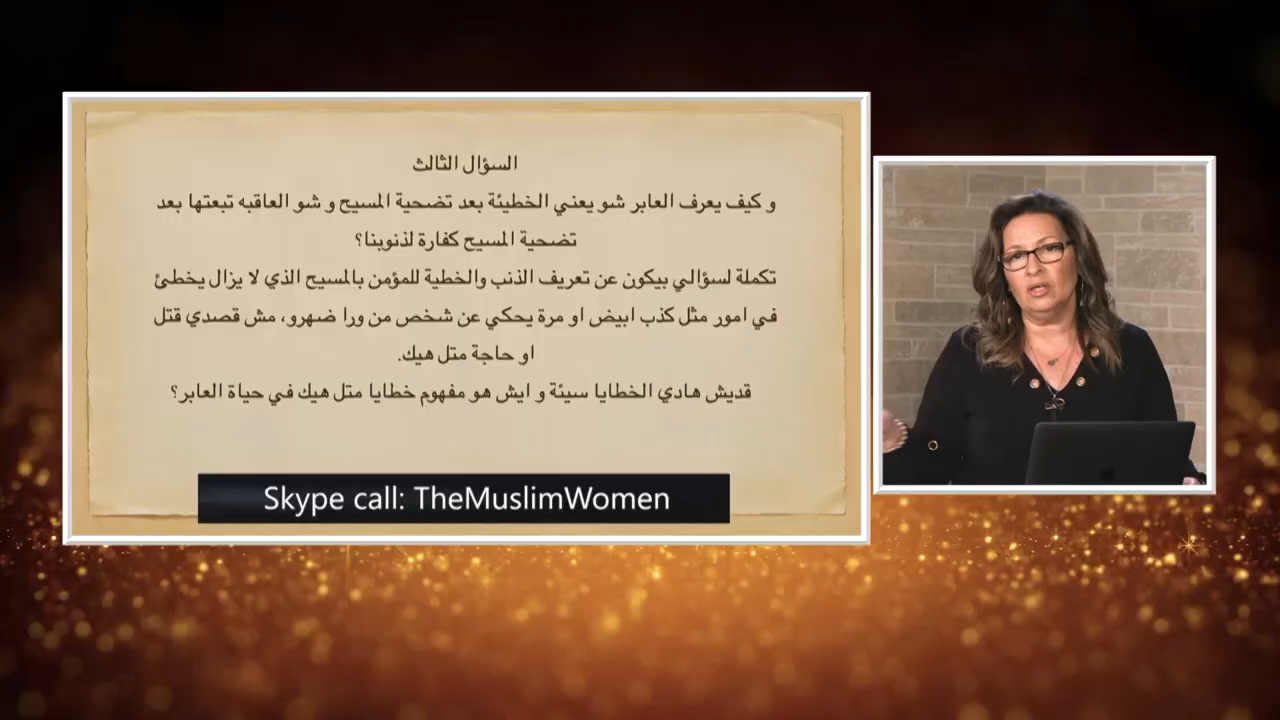 السؤال الثالث
و كيف يعرف العابر شو يعني الخطيئة بعد تضحية المسيح و شو العاقبه تبعتها بعد
تضحية المسيح كفارة لذنوبنا؟
تكملة لسؤالي بيكون عن تعريف الذنب والخطية للمؤمن بالمسيح الذي لا يزال يخطئ
في امور مثل كذب ابيض او مرة يحكي عن شخص من ورا ضهرو، مش قصدي قتل
او حاجة متل هيك.
قديش هادي الخطايا سيئة و ايش هو مفهوم خطايا متل هيك في حياة العابر؟
Skype call: TheMuslimWomen